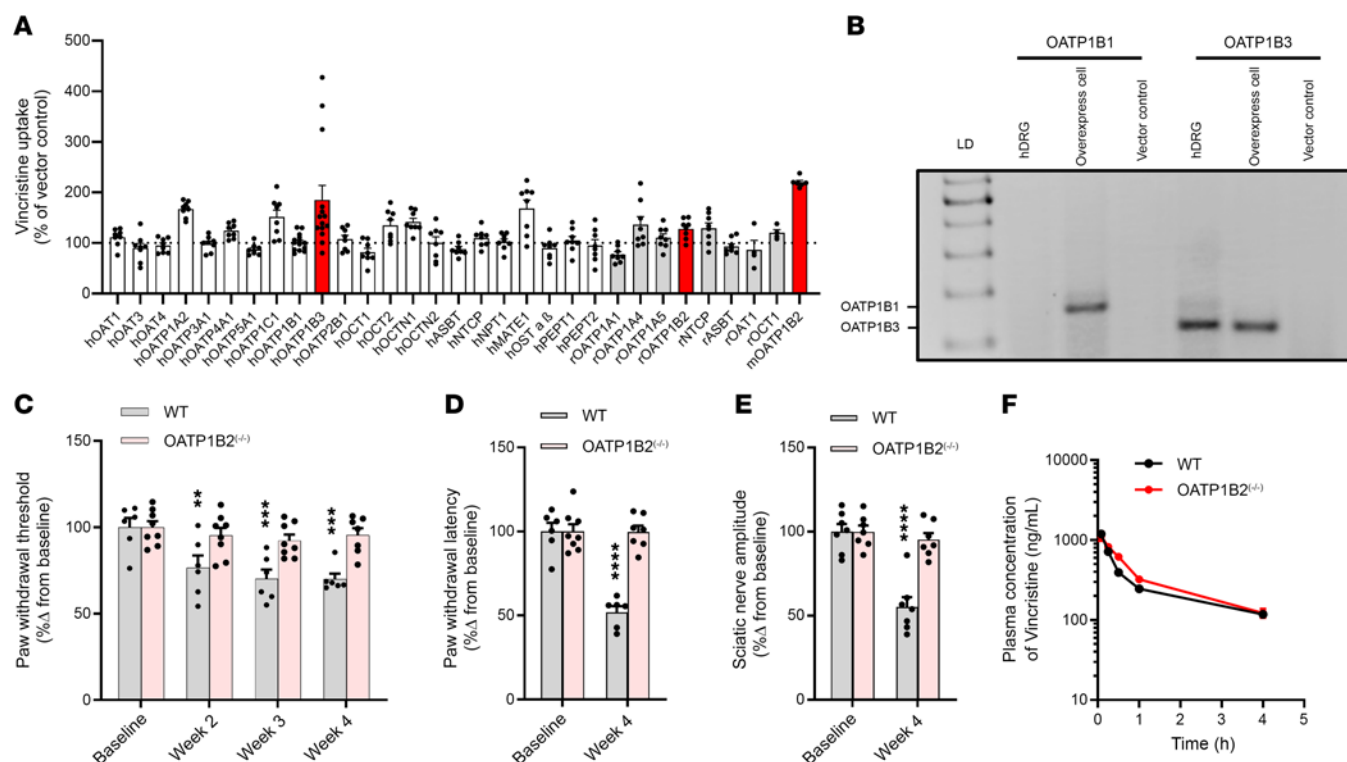 A
Vincristine uptake
(% of vector control)
500
400
300
200
100
0
hOAT1
hOAT3
hOAT4
hOATP1A2
hOATP3A1
hOATP4A1
hOATP5A1
hOATP1C1
hOATP1B1
hOATP1B3
hOATP2B1
hOCT1
hOCT2
hOCTN1
hOCTN2
hASBT
hNTCP
hNPT1
hMATE1
hOST a.ß
hPEPT1
hPEPT2
rOATP1A1
rOATP1A4
rOATP1A5
rOATP1B2
rNTCP
rASBT
rOAT1
rOCT1
mOATP1B2
B
OATP1B1
OATP1B3
LD
hDRG
Overexpress cell
Vector control
hDRG
Overexpress cell
Vector control
OATP1B1
OATP1B3
C
WT
OATP1B2(-/-)
Paw withdrawal threshold
(%Δ from baseline)
150
100
50
0
**
***
***
Baseline
Week 2
Week 3
Week 4
D
WT
OATP1B2(-/-)
Paw withdrawal latency
(%Δ from baseline)
150
100
50
0
****
Baseline
Week 4
E
WT
OATP1B2(-/-)
Sciatic nerve amplitude
(%Δ from baseline)
150
100
50
0
****
Baseline
Week 4
F
WT
OATP1B2(-/-)
Plasma concentration
of Vincristine (ng/mL)
10000
1000
100
10
0
1
2
3
4
5
Time (h)